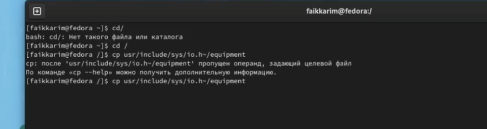 faikkarim@fedora:/
[faikkarim@fedora ~]$ cd/
bash: cd/: Нет такого файла или каталога
[faikkarim@fedora ~]$ cd /
[faikkarim@fedora /]$ cp usr/include/sys/io.h~/equipment
cp: после 'usr/include/sys/io.h~/equipment' пропущен операнд, задающий целевой файл
По команде «cp --help» можно получить дополнительную информацию.
[faikkarim@fedora /]$ cp usr/include/sys/io.h~/equipment